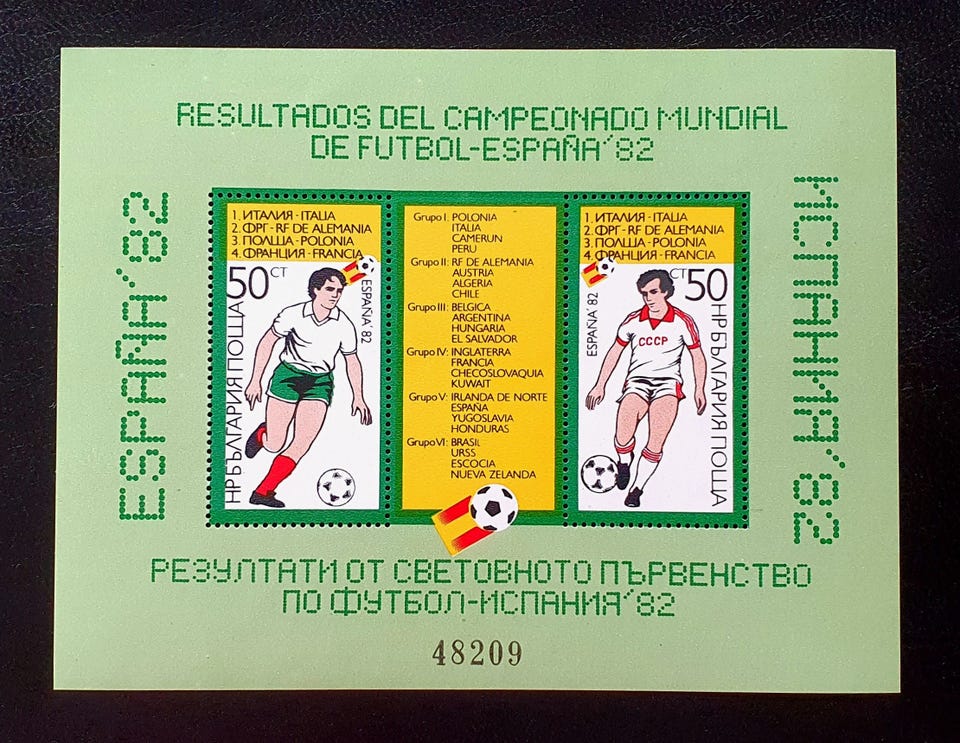 RESULTADOS DEL CAMPEONADO MUNDIAL
DE FUTBOL-ESPAÑA'82
ESPAÑA'82
1. ИТАЛИЯ - ITALIA
2. ФРГ - RF DE ALEMANIA
3. ПОЛША - POLONIA
4. ФРАНЦИЯ - FRANCIA
50 СТ
ESPAÑA'82
НРБЪЛГАРИЯ ПОЩА
Grupo I. POLONIA
ITALIA
CAMERUN
PERU
Grupo II: RF DE ALEMANIA
AUSTRIA
ALGERIA
CHILE
Grupo III: BELGICA
ARGENTINA
HUNGARIA
EL SALVADOR
Grupo IV: INGLATERRA
FRANCIA
CHECOSLOVAQUIA
KUWAIT
Grupo V: IRLANDA DE NORTE
ESPAÑA
YUGOSLAVIA
HONDURAS
Grupo VI: BRASIL
URSS
ESCOCIA
NUEVA ZELANDA
1. ИТАЛИЯ - ITALIA
2. ФРГ - RF DE ALEMANIA
3. ПОЛША - POLONIA
4. ФРАНЦИЯ - FRANCIA
СТ 50
ESPAÑA'82
СССР
НРБЪЛГАРИЯ ПОЩА
ИСПАНИЯ'82
РЕЗУЛТАТИ ОТ СВЕТОВНОТО ПЪРВЕНСТВО
ПО ФУТБОЛ-ИСПАНИЯ'82
48209